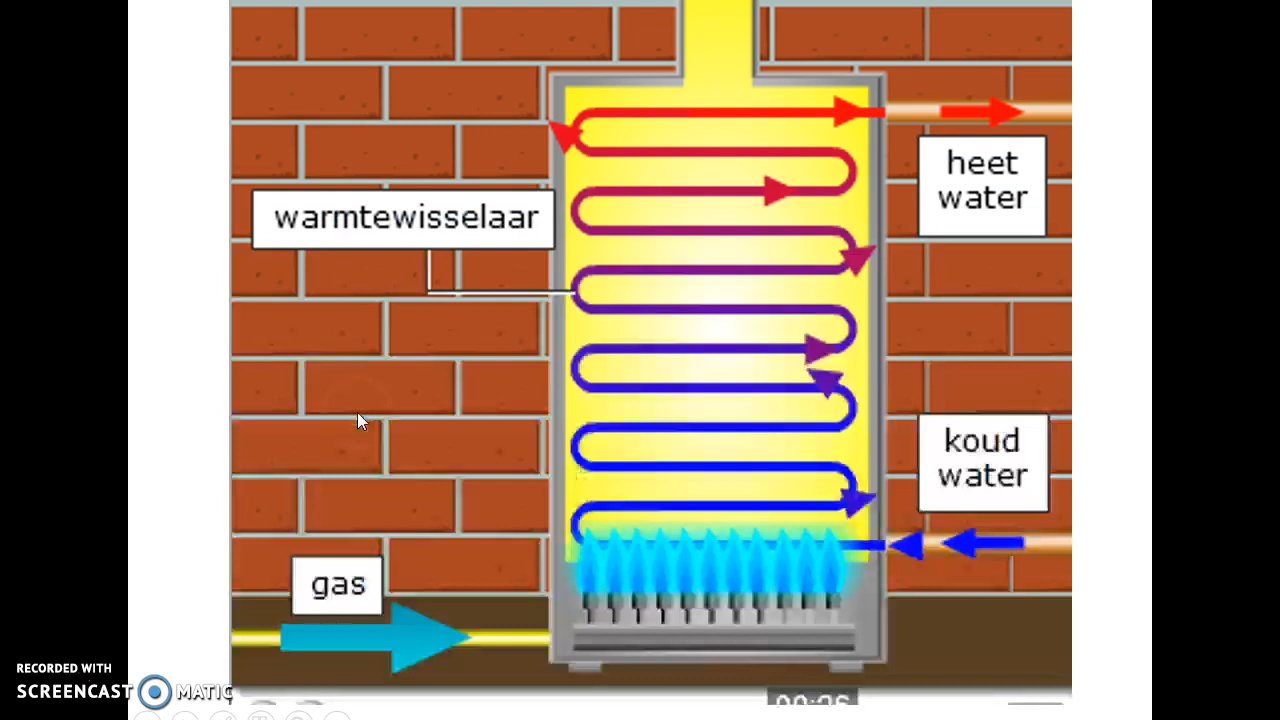 heet
water
warmtewisselaar
koud
water
gas
RECORDED WITH
SCREENCAST MATIC